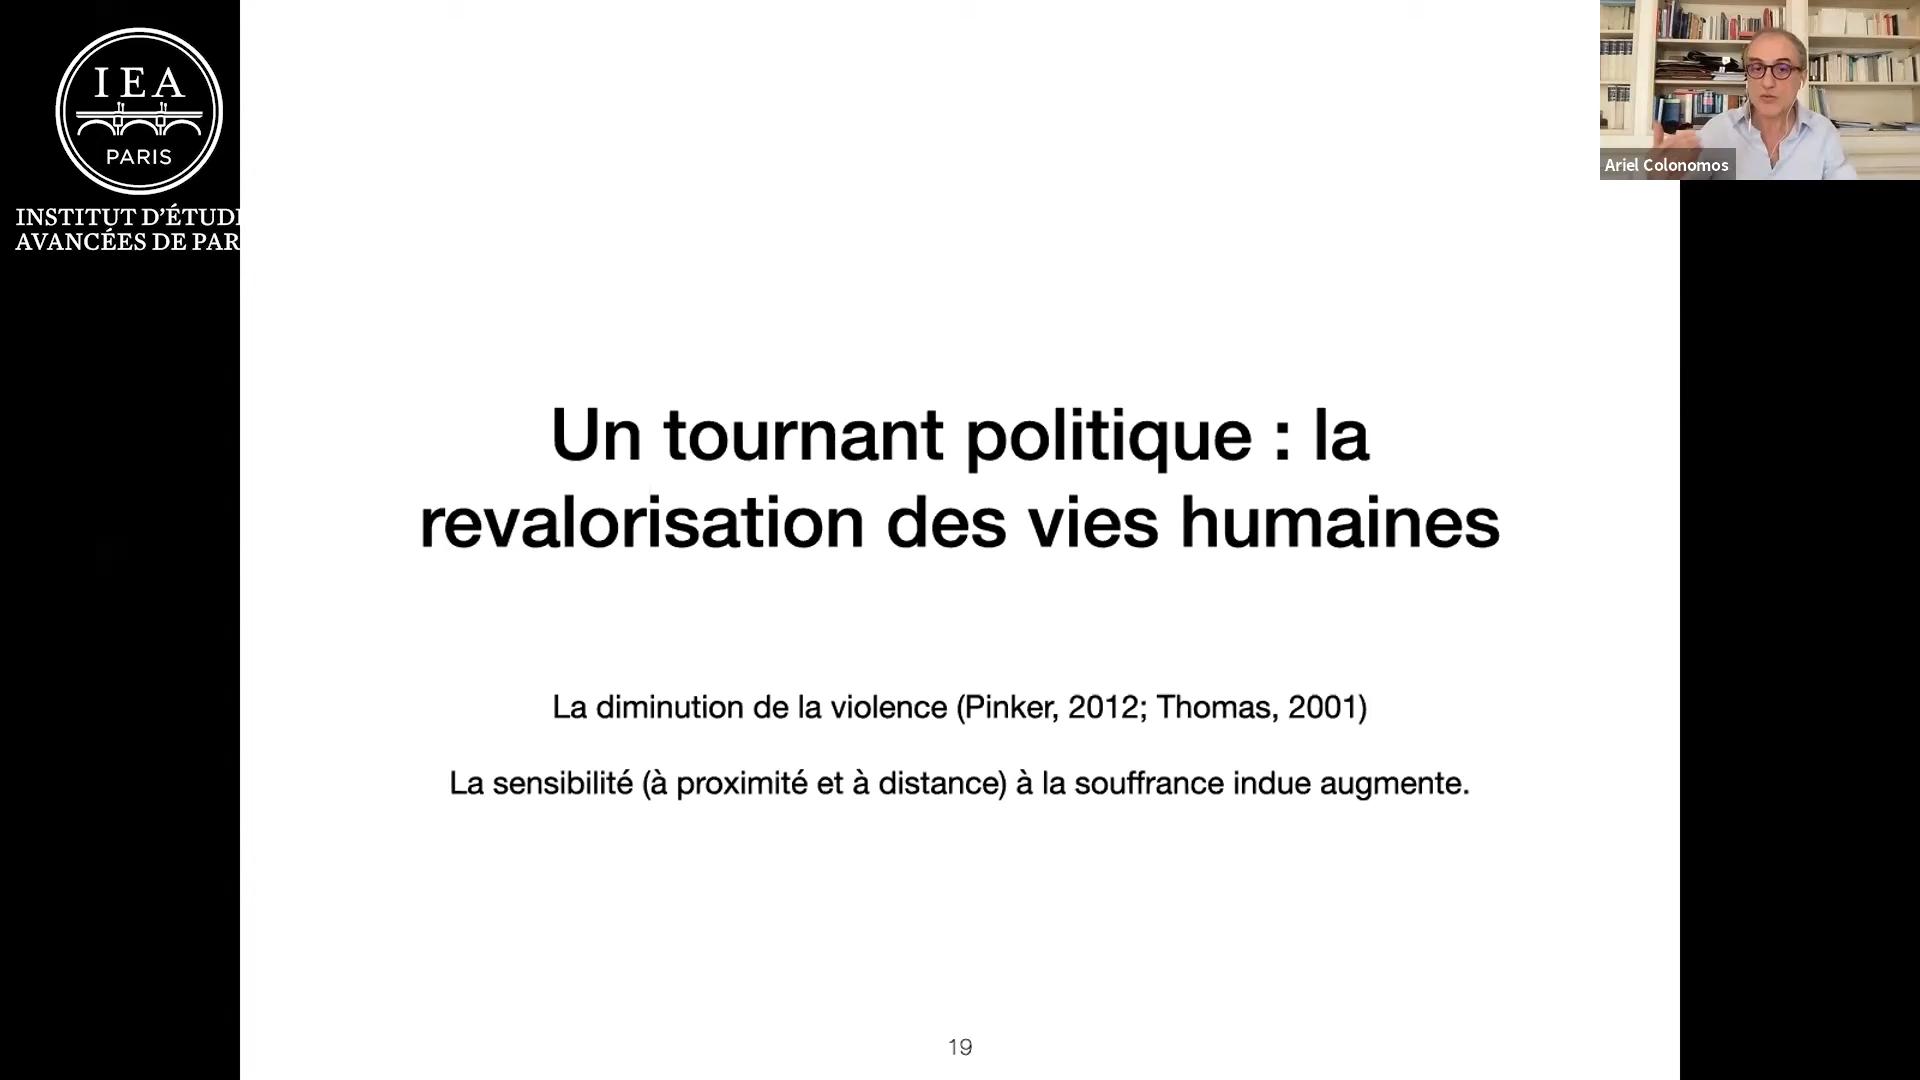 IEA
PARIS
INSTITUT D'ÉTUDE
AVANCÉES DE PAR
Ariel Colonomos
Un tournant politique : la
revalorisation des vies humaines
La diminution de la violence (Pinker, 2012; Thomas, 2001)
La sensibilité (à proximité et à distance) à la souffrance indue augmente.
19